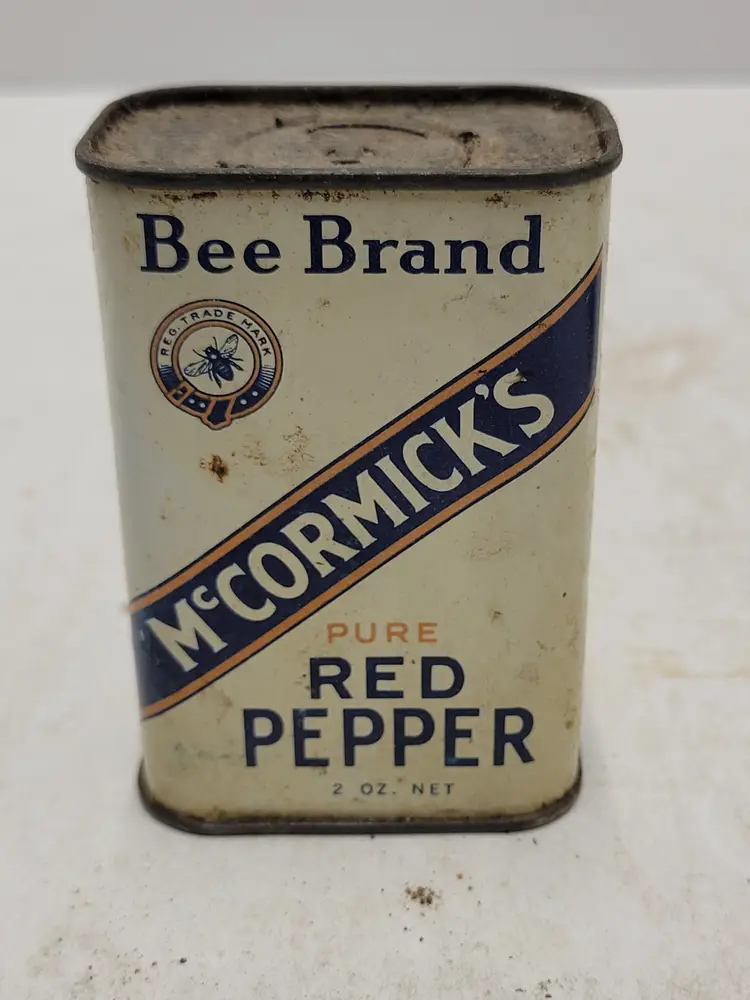 Bee Brand
REG. TRADE MARK
McCORMICK'S
PURE
RED
PEPPER
2 OZ. NET